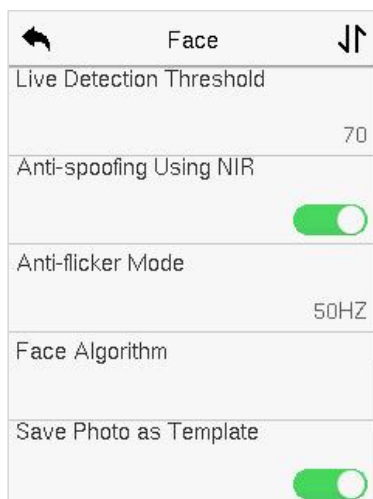 Face
Live Detection Threshold
70
Anti-spoofing Using NIR
Anti-flicker Mode
50HZ
Face Algorithm
Save Photo as Template